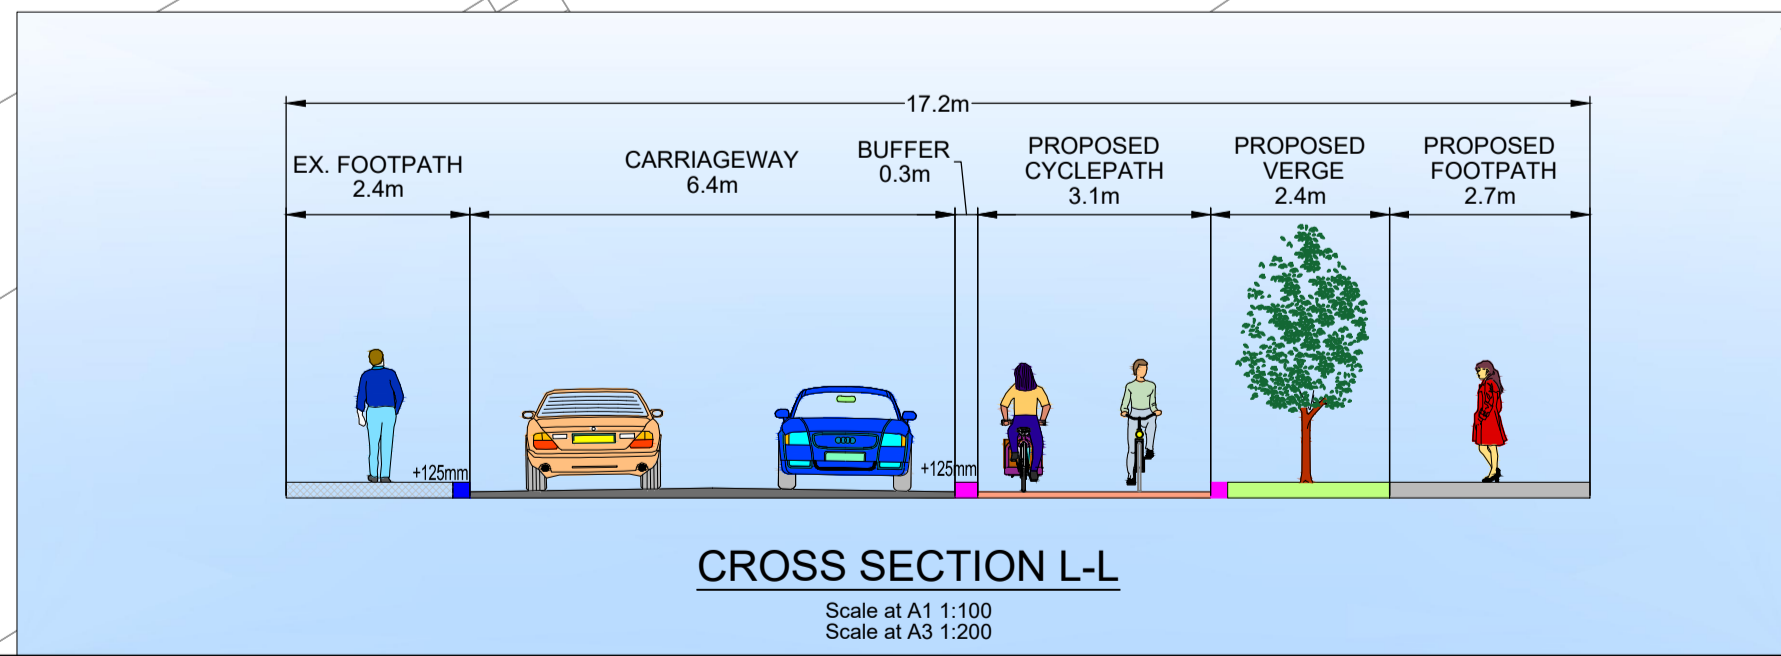 17.2m
EX. FOOTPATH
2.4m
CARRIAGEWAY
6.4m
BUFFER
0.3m
PROPOSED
CYCLEPATH
3.1m
PROPOSED
VERGE
2.4m
PROPOSED
FOOTPATH
2.7m
+125mm
+125mm
CROSS SECTION L-L
Scale at A1 1:100
Scale at A3 1:200